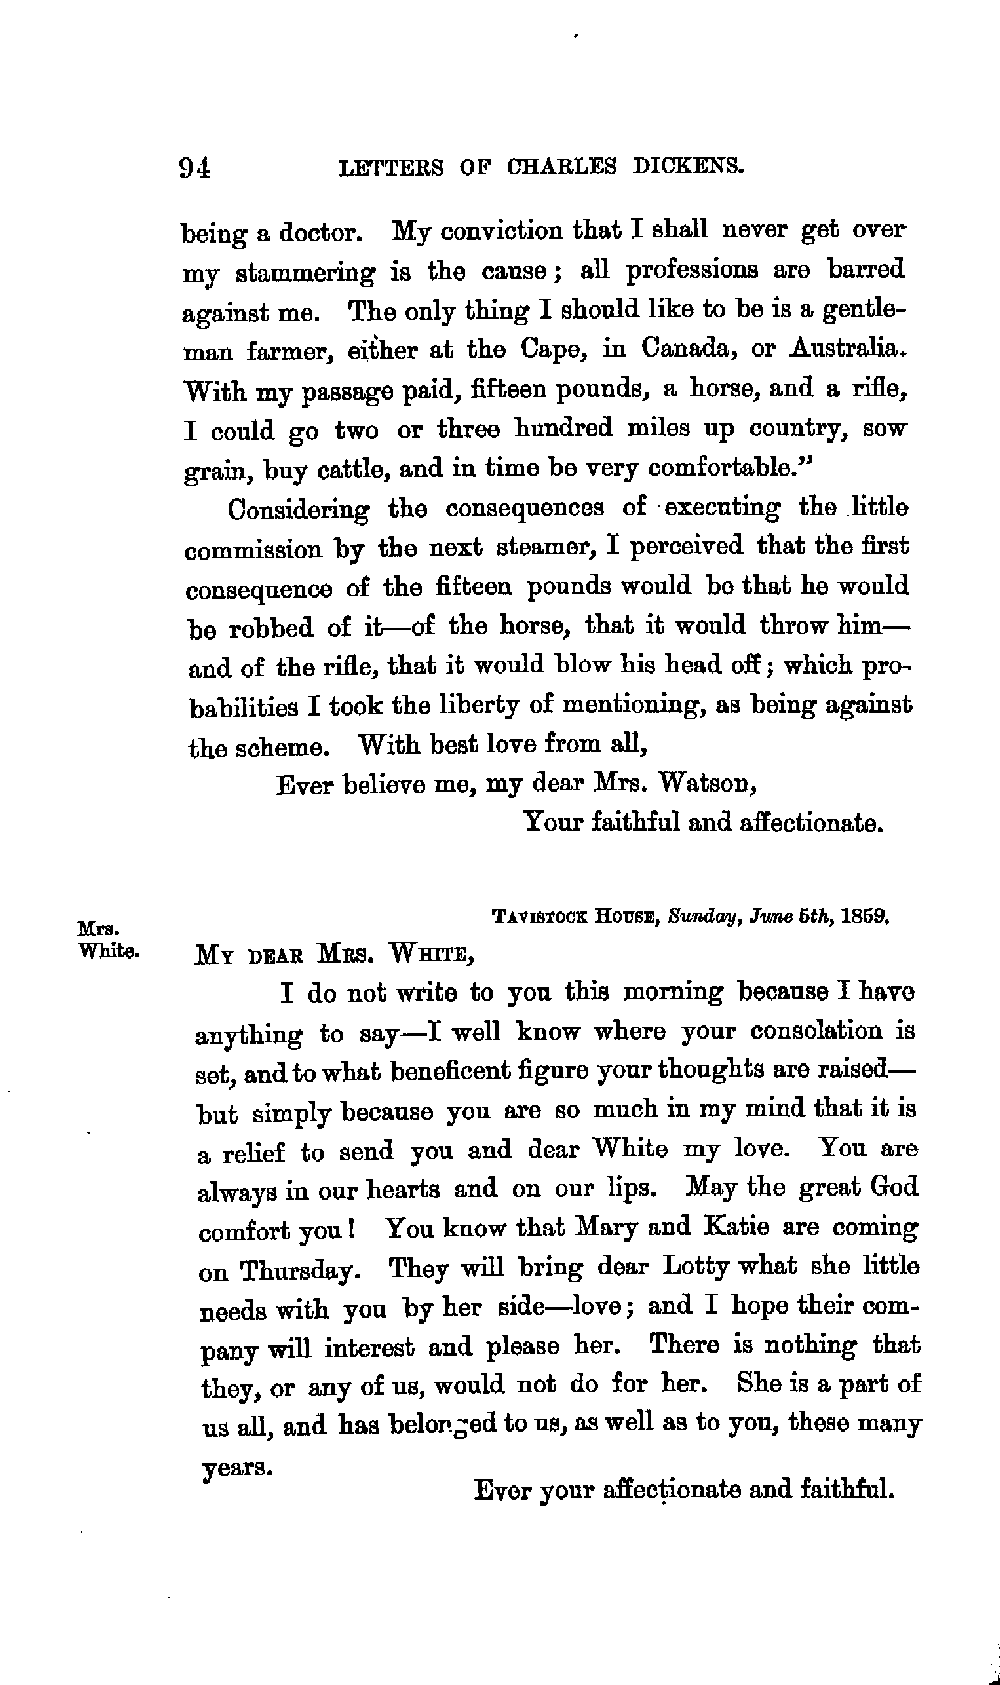 94 LETTERS OF CHARLES DICKENS.
being a doctor. My conviction that I shall never get over
my stammering is the cause; all professions are barred
against me. The only thing I should like to be is a gentle-
man farmer, either at the Cape, in Canada, or Australia.
With my passage paid, fifteen pounds, a horse, and a rifle,
I could go two or three hundred miles up country, sow
grain, buy cattle, and in time be very comfortable.”
Considering the consequences of executing the little
commission by the next steamer, I perceived that the first
consequence of the fifteen pounds would be that he would
be robbed of it—of the horse, that it would throw him—
and of the rifle, that it would blow his head off; which pro-
babilities I took the liberty of mentioning, as being against
the scheme. With best love from all,
Ever believe me, my dear Mrs. Watson,
Your faithful and affectionate.
TAVISTOCK HOUSE, Sunday, June 5th, 1859.
Mrs.
White.
MY DEAR MRS. WHITE,
I do not write to you this morning because I have
anything to say—I well know where your consolation is
set, and to what beneficent figure your thoughts are raised—
but simply because you are so much in my mind that it is
a relief to send you and dear White my love. You are
always in our hearts and on our lips. May the great God
comfort you! You know that Mary and Katie are coming
on Thursday. They will bring dear Lotty what she little
needs with you by her side—love; and I hope their com-
pany will interest and please her. There is nothing that
they, or any of us, would not do for her. She is a part of
us all, and has belonged to us, as well as to you, these many
years.
Ever your affectionate and faithful.